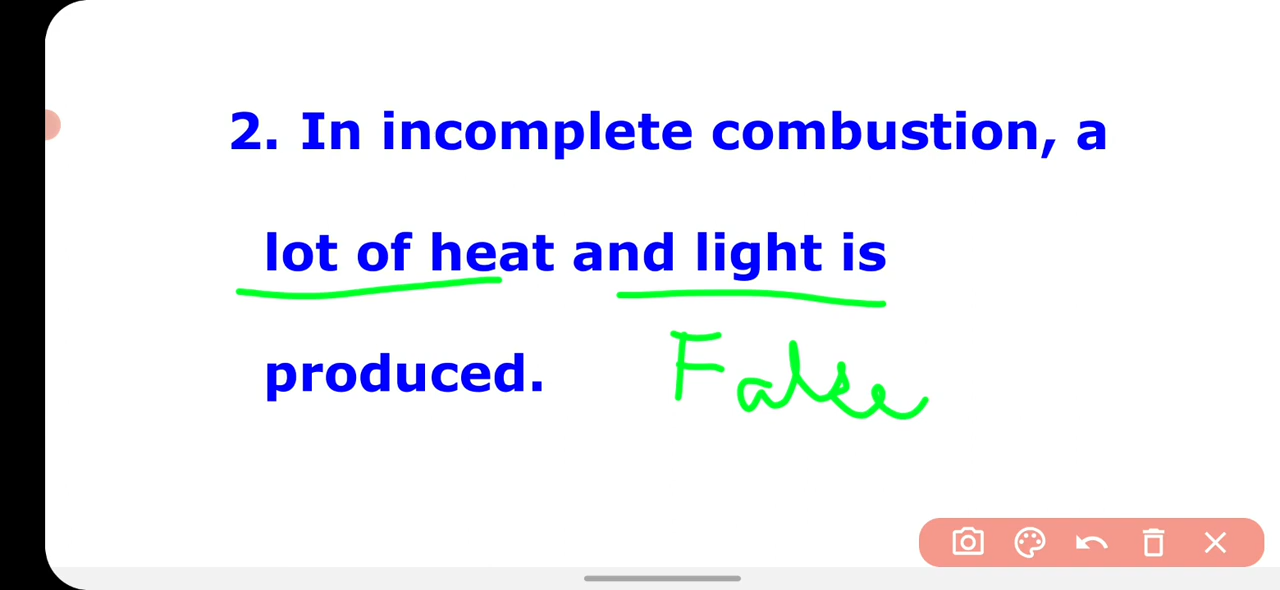 2. In incomplete combustion, a
lot of heat and light is
produced. False